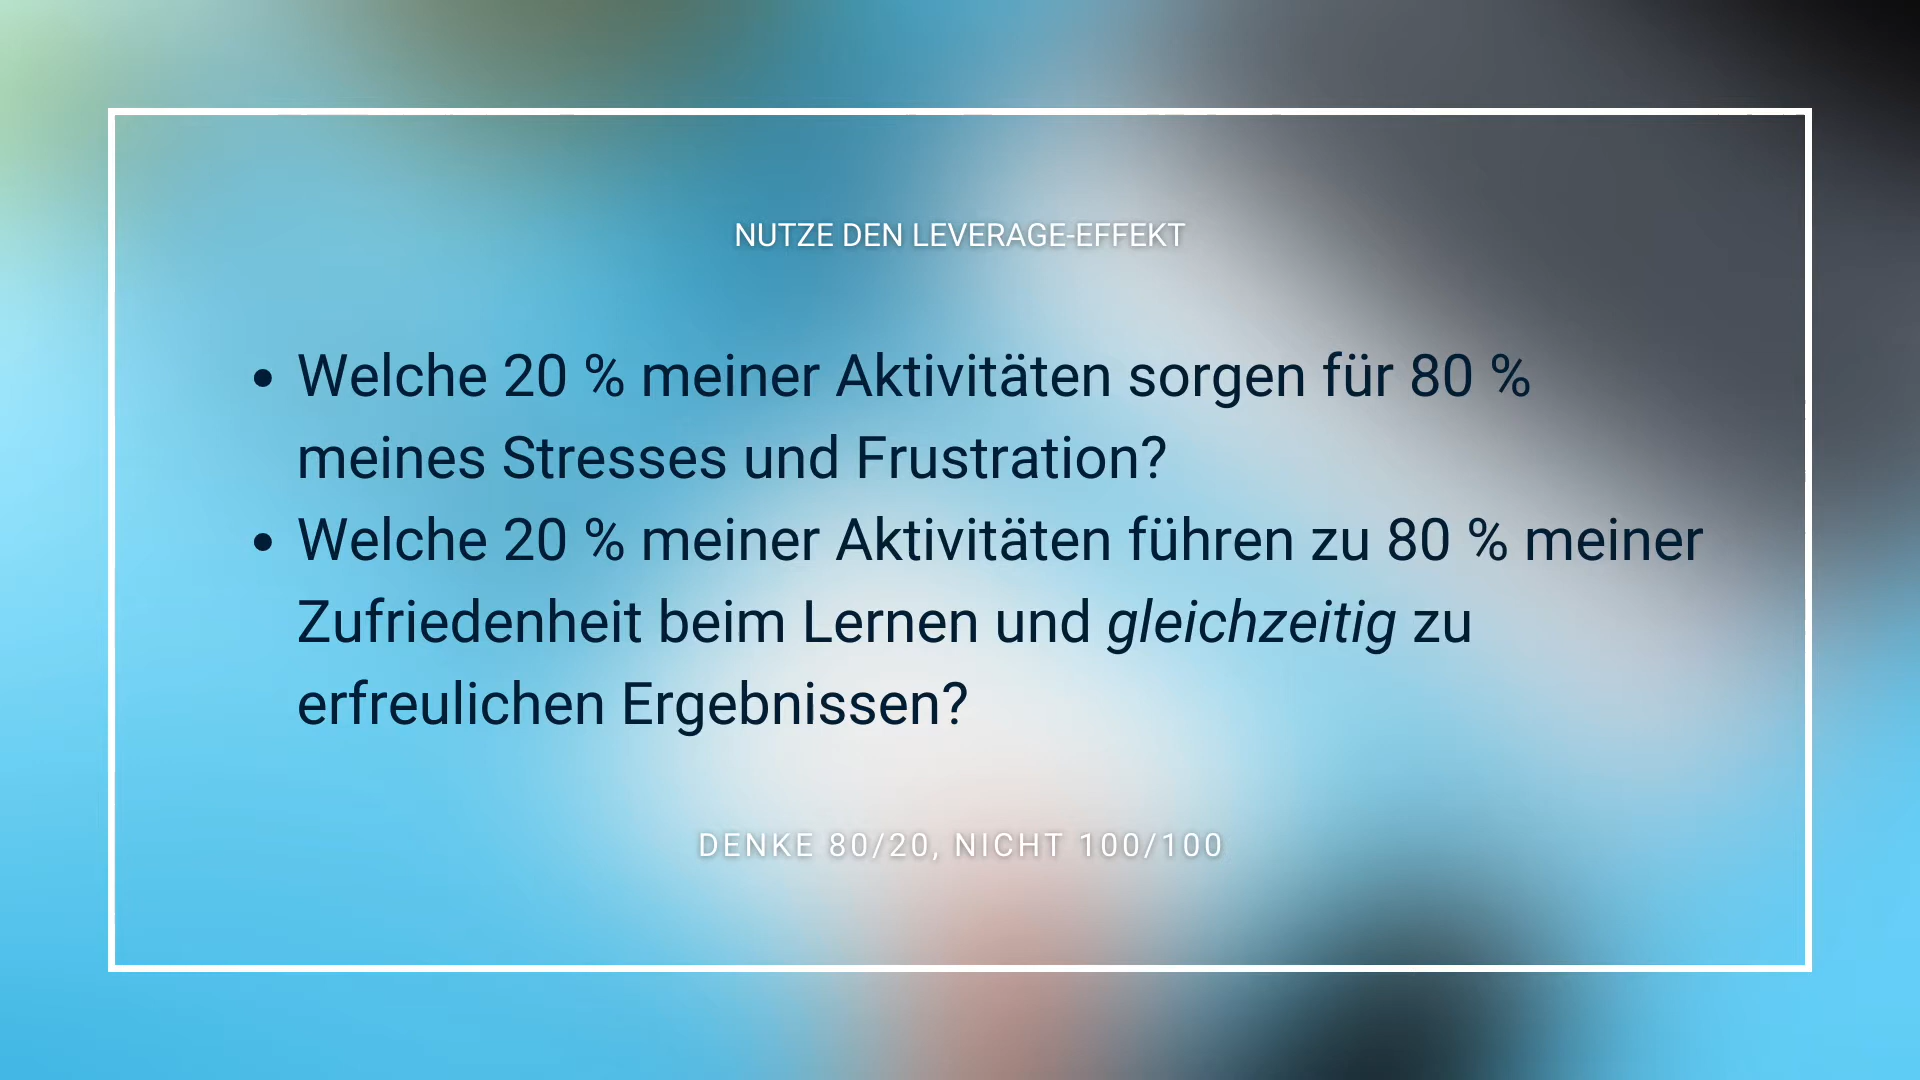 NUTZE DEN LEVERAGE-EFFEKT
• Welche 20 % meiner Aktivitäten sorgen für 80 %
meines Stresses und Frustration?
• Welche 20 % meiner Aktivitäten führen zu 80 % meiner
Zufriedenheit beim Lernen und gleichzeitig zu
erfreulichen Ergebnissen?
DENKE 80/20, NICHT 100/100